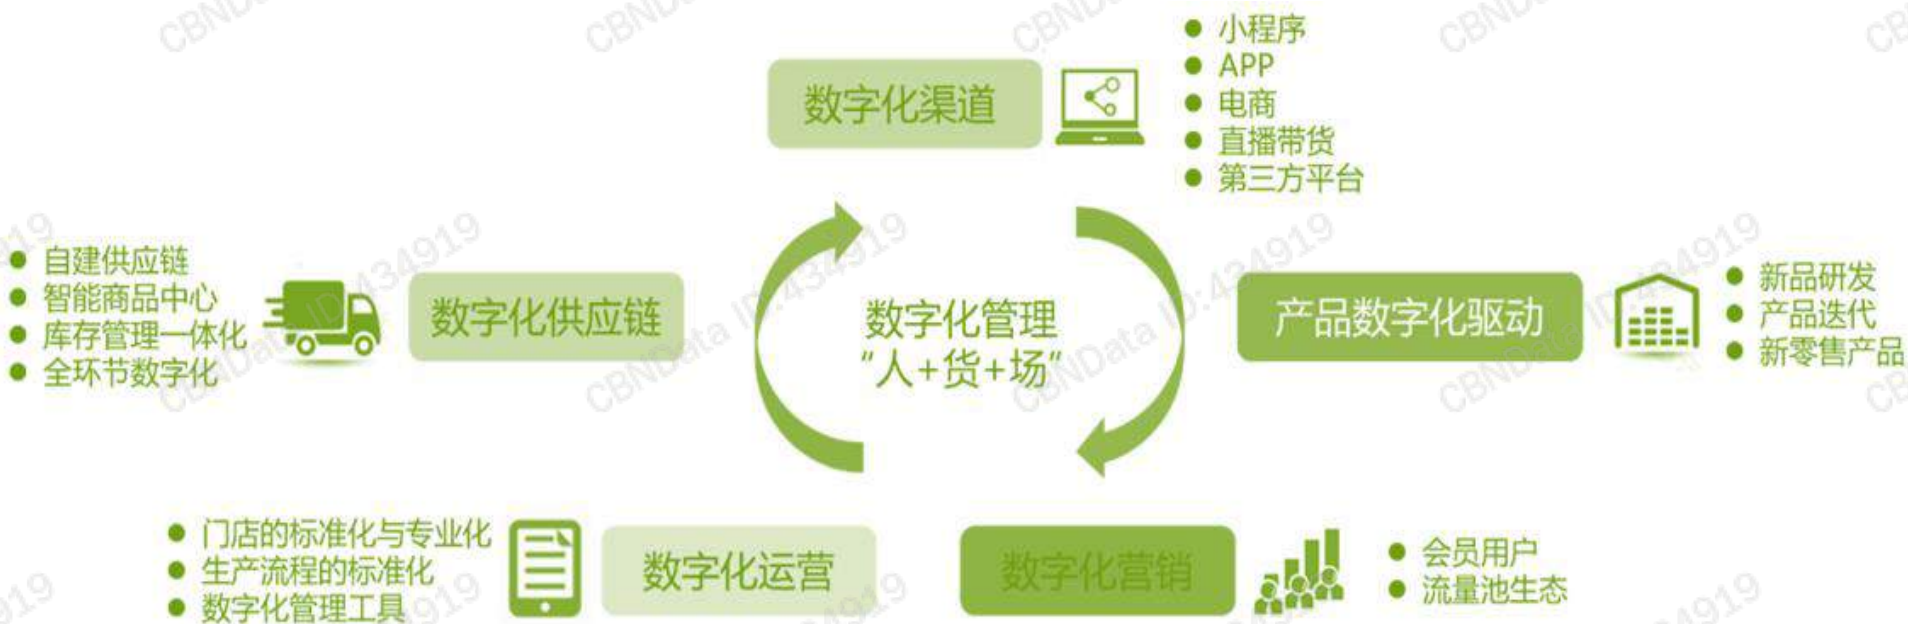 数字化渠道
● 小程序
● APP
● 电商
● 直播带货
● 第三方平台
● 自建供应链
● 智能商品中心
● 库存管理一体化
● 全环节数字化
数字化供应链
数字化管理
“人+货+场”
产品数字化驱动
● 新品研发
● 产品迭代
● 新零售产品
● 门店的标准化与专业化
● 生产流程的标准化
● 数字化管理工具
数字化运营
数字化营销
● 会员用户
● 流量池生态
CBNData ID:434919